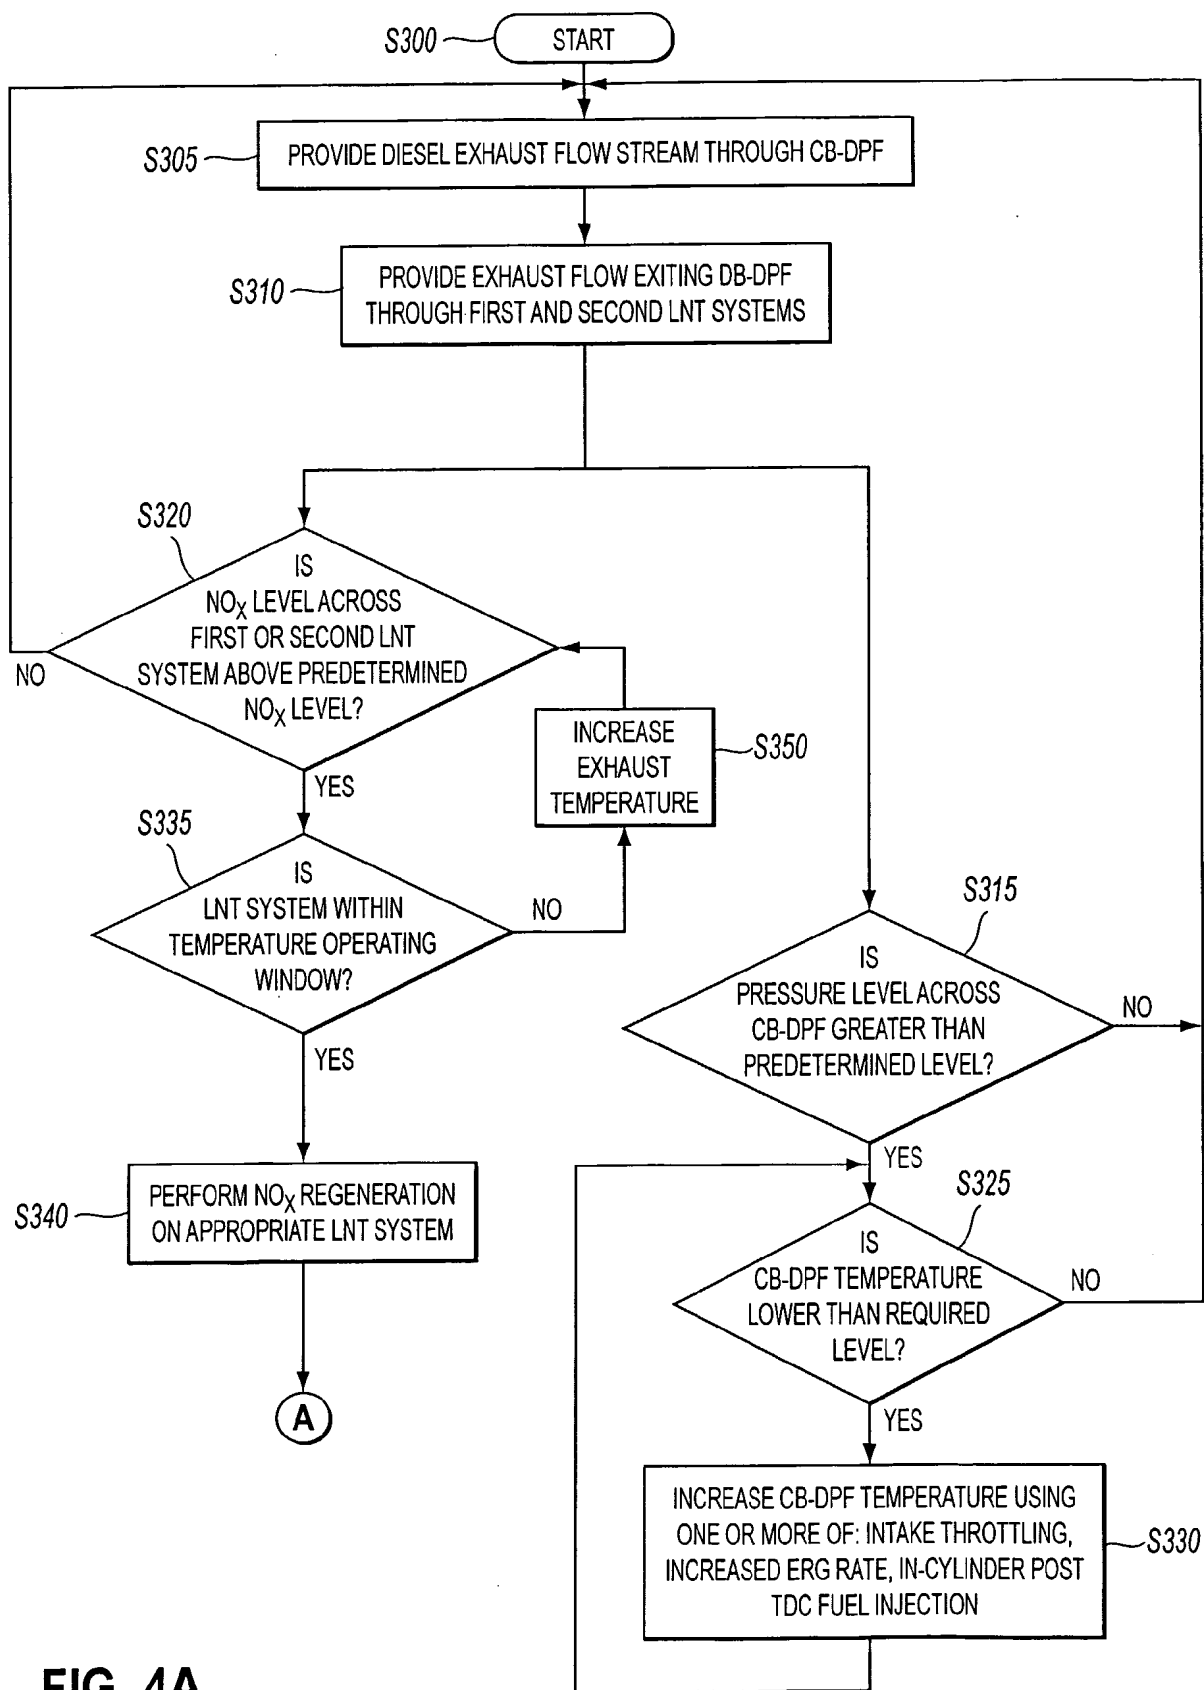 S300
START
S305
PROVIDE DIESEL EXHAUST FLOW STREAM THROUGH CB-DPF
S310
PROVIDE EXHAUST FLOW EXITING DB-DPF
THROUGH FIRST AND SECOND LNT SYSTEMS
S320
IS
NOX LEVEL ACROSS
FIRST OR SECOND LNT
SYSTEM ABOVE PREDETERMINED
NOX LEVEL?
NO
YES
INCREASE
EXHAUST
TEMPERATURE
S350
S335
IS
LNT SYSTEM WITHIN
TEMPERATURE OPERATING
WINDOW?
NO
YES
S315
IS
PRESSURE LEVEL ACROSS
CB-DPF GREATER THAN
PREDETERMINED LEVEL?
NO
YES
S340
PERFORM NOX REGENERATION
ON APPROPRIATE LNT SYSTEM
A
S325
IS
CB-DPF TEMPERATURE
LOWER THAN REQUIRED
LEVEL?
NO
YES
INCREASE CB-DPF TEMPERATURE USING
ONE OR MORE OF: INTAKE THROTTLING,
INCREASED ERG RATE, IN-CYLINDER POST
TDC FUEL INJECTION
S330
FIG. 4A